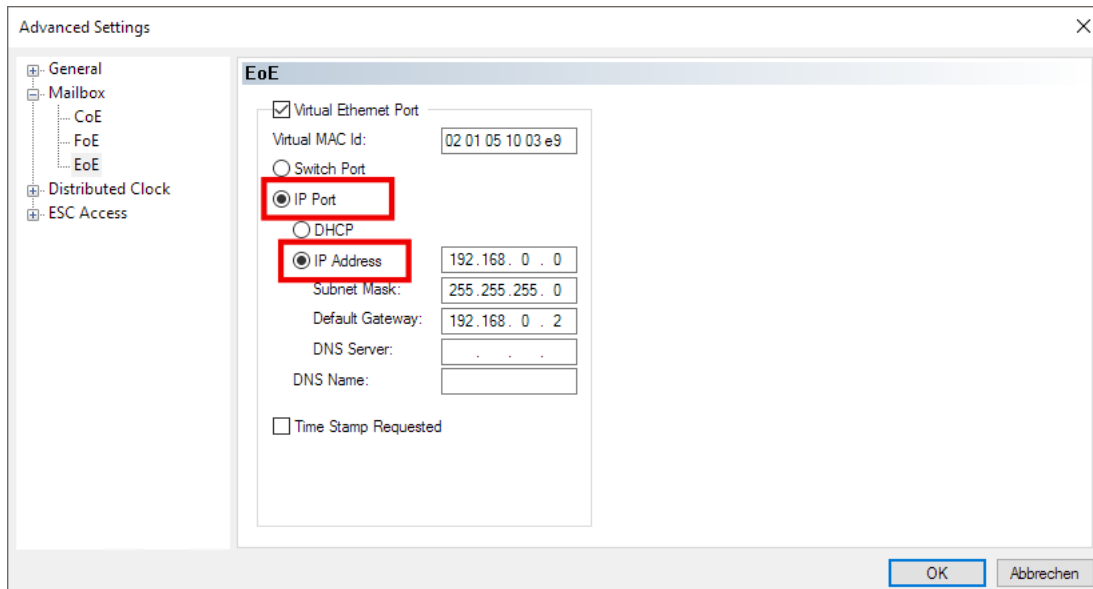 Advanced Settings
General
Mailbox
CoE
FoE
EoE
Distributed Clock
ESC Access
EoE
Virtual Ethernet Port
Virtual MAC Id: 02 01 05 10 03 e9
Switch Port
IP Port
DHCP
IP Address 192.168. 0 . 0
Subnet Mask: 255.255.255. 0
Default Gateway: 192.168. 0 . 2
DNS Server: . . .
DNS Name:
Time Stamp Requested
OK Abbrechen